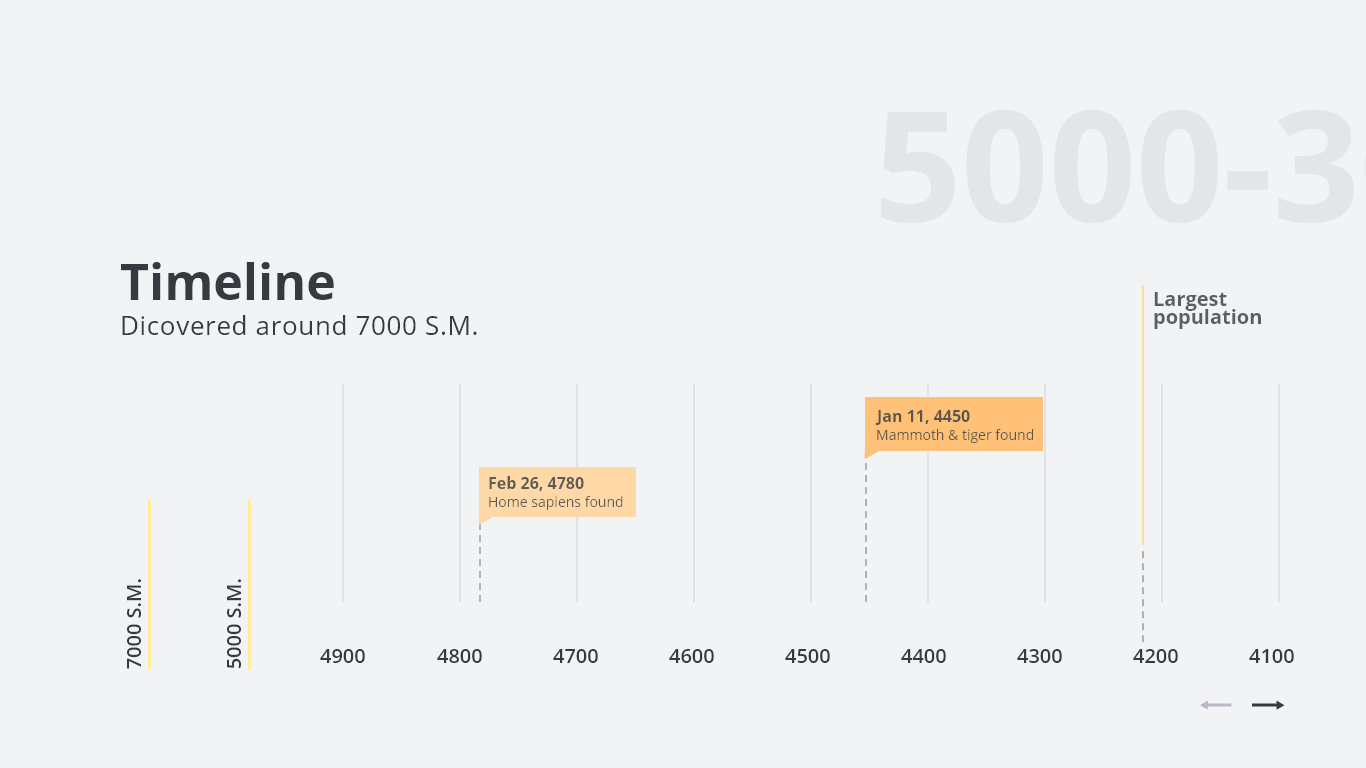 5000-3
Timeline
Dicovered around 7000 S.M.
Largest
population
Jan 11, 4450
Mammoth & tiger found
Feb 26, 4780
Home sapiens found
7000 S.M.
5000 S.M.
4900
4800
4700
4600
4500
4400
4300
4200
4100